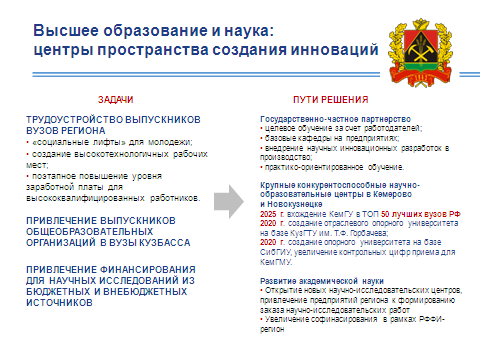 Высшее образование и наука:
центры пространства создания инноваций
ЗАДАЧИ
ТРУДОУСТРОЙСТВО ВЫПУСКНИКОВ
ВУЗОВ РЕГИОНА
• «социальные лифты» для молодежи;
• создание высокотехнологичных рабочих
мест;
• поэтапное повышение уровня
заработной платы для
высококвалифицированных работников.
ПРИВЛЕЧЕНИЕ ВЫПУСКНИКОВ
ОБЩЕОБРАЗОВАТЕЛЬНЫХ
ОРГАНИЗАЦИЙ В ВУЗЫ КУЗБАССА
ПРИВЛЕЧЕНИЕ ФИНАНСИРОВАНИЯ
ДЛЯ НАУЧНЫХ ИССЛЕДОВАНИЙ ИЗ
БЮДЖЕТНЫХ И ВНЕБЮДЖЕТНЫХ
ИСТОЧНИКОВ
ПУТИ РЕШЕНИЯ
Государственно-частное партнерство
• целевое обучение за счет работодателей;
• базовые кафедры на предприятиях;
• внедрение научных инновационных разработок в
производство;
• практико-ориентированное обучение.
Крупные конкурентоспособные научно-
образовательные центры в Кемерово
и Новокузнецке
2025 г. вхождение КемГУ в ТОП 50 лучших вузов РФ
2020 г. создание отраслевого опорного университета
на базе КузГТУ им. Т.Ф. Горбачева;
2020 г. создание опорного университета на базе
СибГИУ, увеличение контрольных цифр приема для
КемГМУ.
Развитие академической науки
• Открытие новых научно-исследовательских центров,
привлечение предприятий региона к формированию
заказа научно-исследовательских работ
• Увеличение софинансирования в рамках РФФИ-
регион